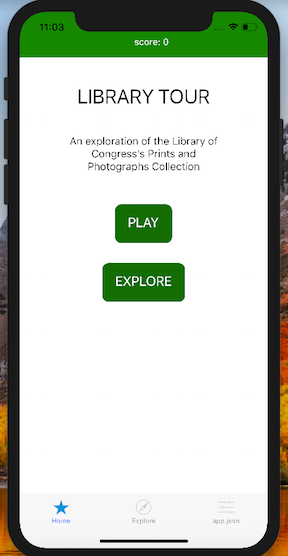 11:03
score: 0
LIBRARY TOUR
An exploration of the Library of
Congress's Prints and
Photographs Collection
PLAY
EXPLORE
Home
Explore
app.json